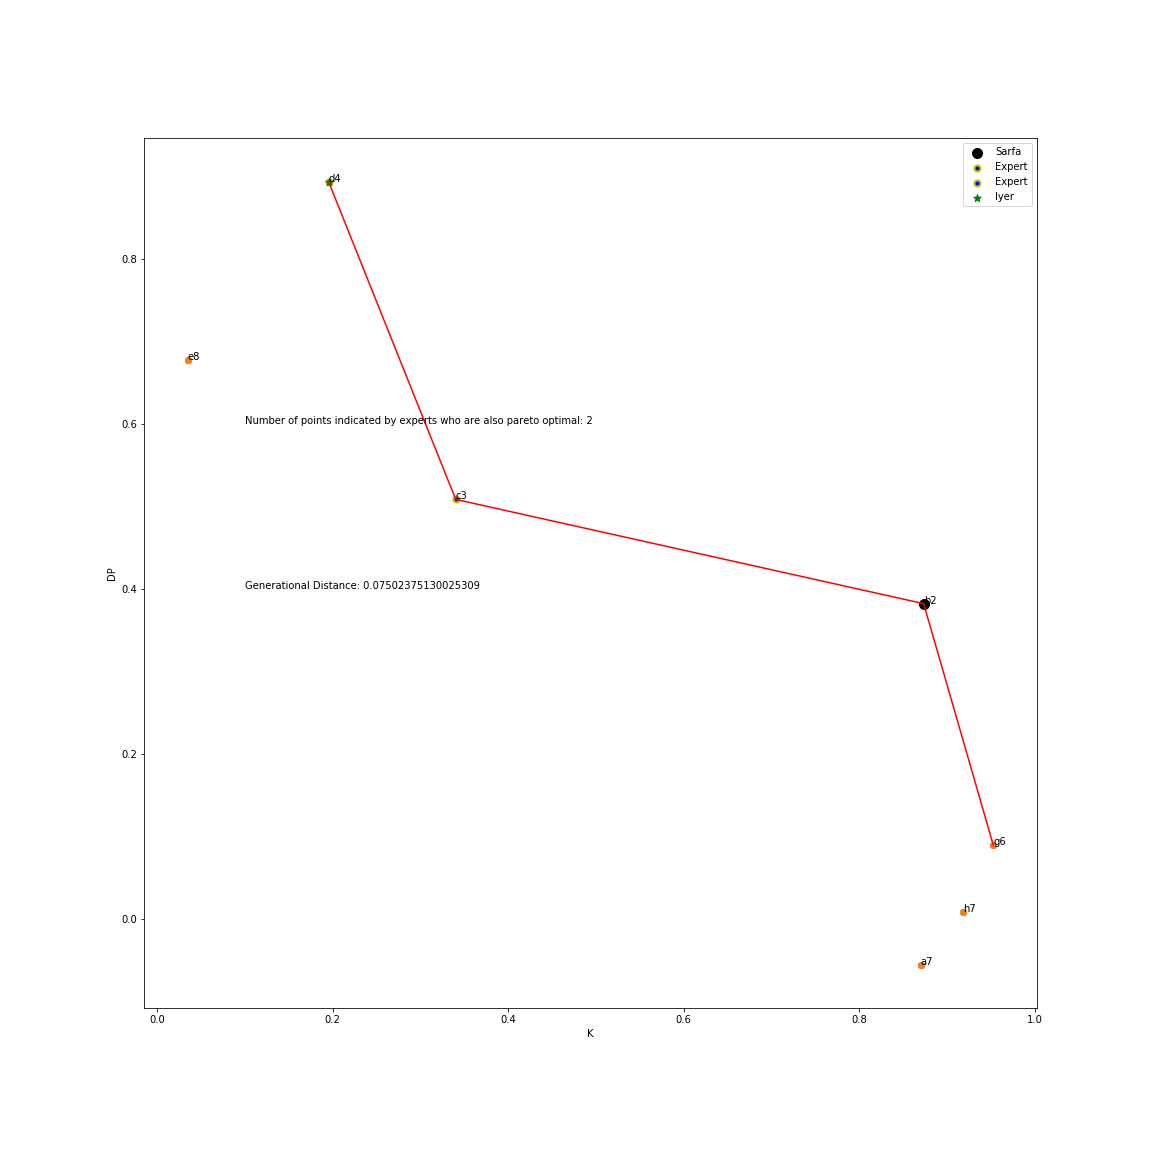 Sarfa
Expert
Expert
Iyer
d4
e8
Number of points indicated by experts who are also pareto optimal: 2
c3
Generational Distance: 0.07502375130025309
g6
h7
a7
0.8
0.6
0.4
0.2
0.0
DP
0.0 0.2 0.4 0.6 0.8 1.0
K